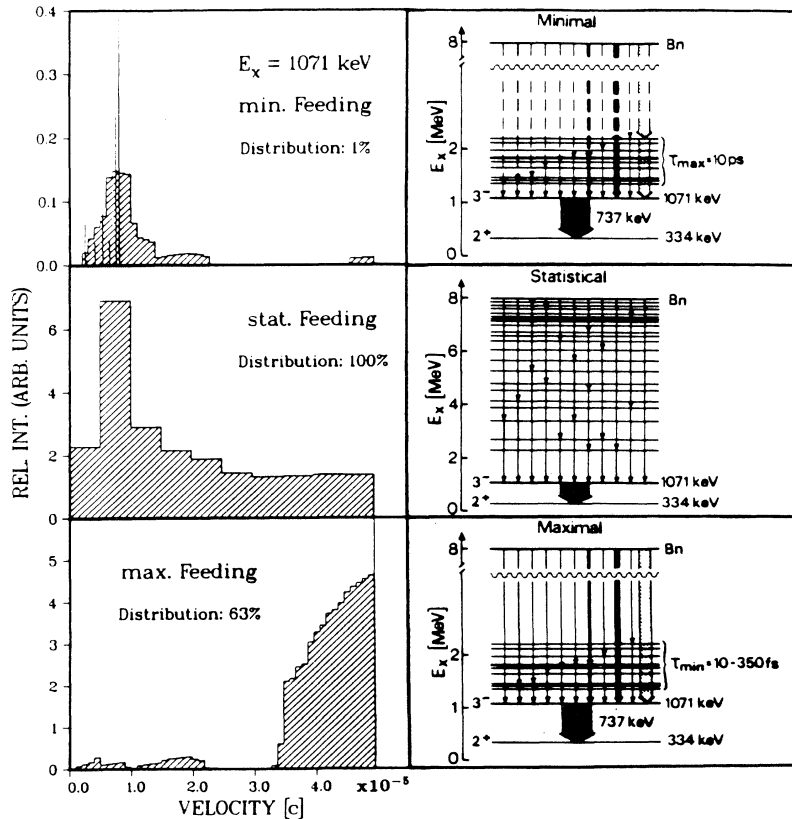 REL. INT. (ARB. UNITS)
0.4
0.3
0.2
0.1
0.0
E_x = 1071 keV
min. Feeding
Distribution: 1%
Minimal
E_x [MeV]
8
2
1
0
Bn
τ_max = 10 ps
3⁻
1071 keV
737 keV
2⁺
334 keV
6
4
2
0
stat. Feeding
Distribution: 100%
Statistical
E_x [MeV]
8
6
4
2
1
0
Bn
3⁻
1071 keV
2⁺
334 keV
5
4
3
2
1
0
max. Feeding
Distribution: 63%
0.0
1.0
2.0
3.0
4.0
x10⁻⁵
VELOCITY [c]
Maximal
E_x [MeV]
8
2
1
0
Bn
τ_min = 10 - 350 fs
3⁻
1071 keV
737 keV
2⁺
334 keV